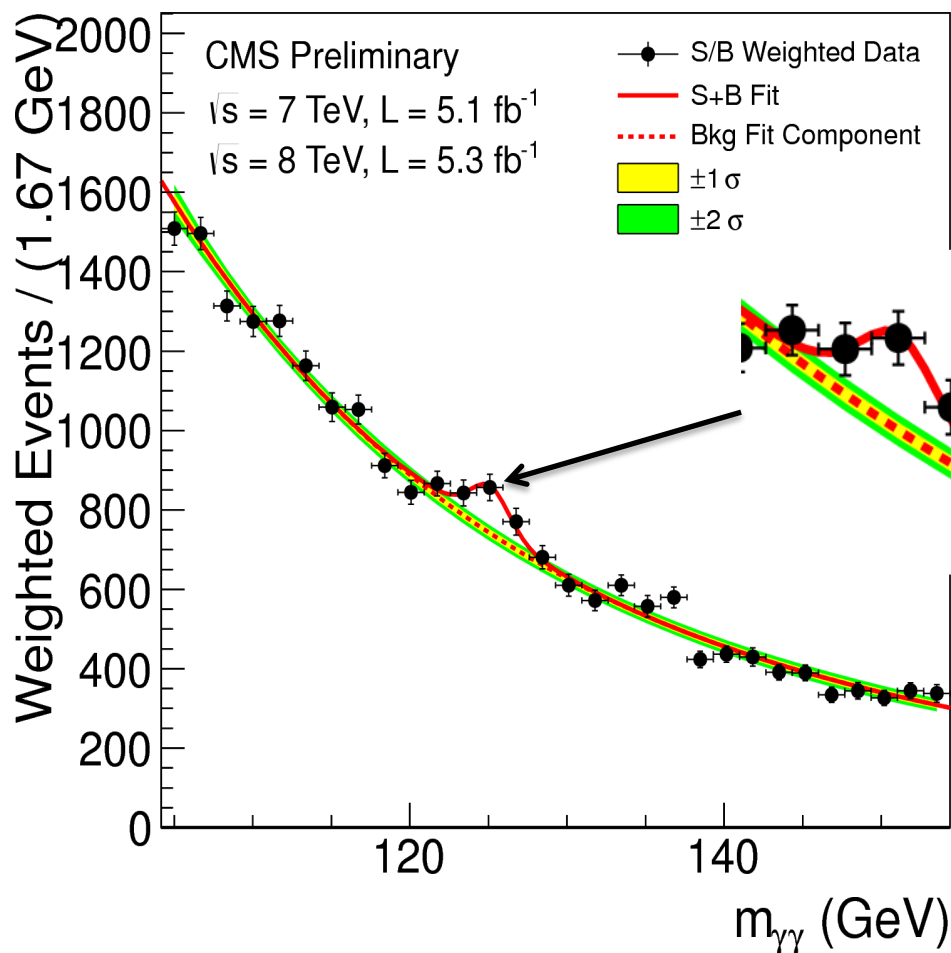 CMS Preliminary
√s = 7 TeV, L = 5.1 fb⁻¹
√s = 8 TeV, L = 5.3 fb⁻¹
S/B Weighted Data
S+B Fit
Bkg Fit Component
±1 σ
±2 σ
Weighted Events / (1.67 GeV)
2000
1800
1600
1400
1200
1000
800
600
400
200
0
120 140
mγγ (GeV)